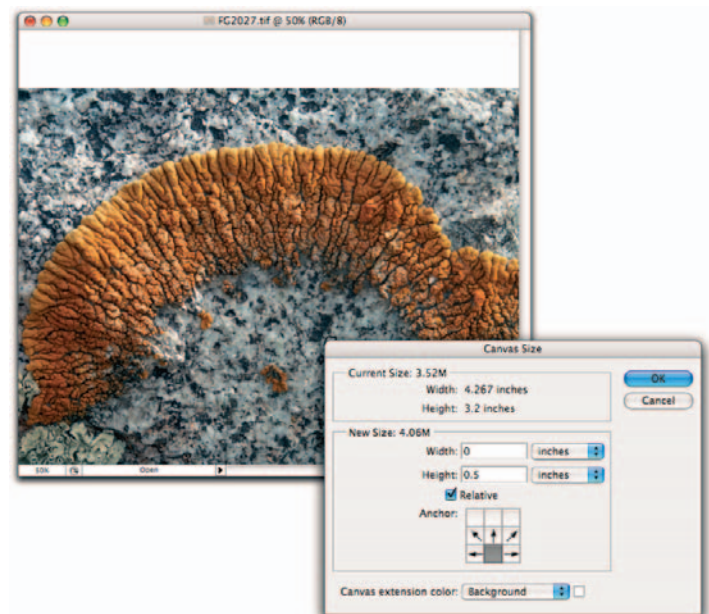 FG2027.tif @ 50% (RGB/8)
50%
Open
Canvas Size
Current Size: 3.52M
Width: 4.267 inches
Height: 3.2 inches
OK
Cancel
New Size: 4.06M
Width: 0 inches
Height: 0.5 inches
Relative
Anchor:
Canvas extension color: Background